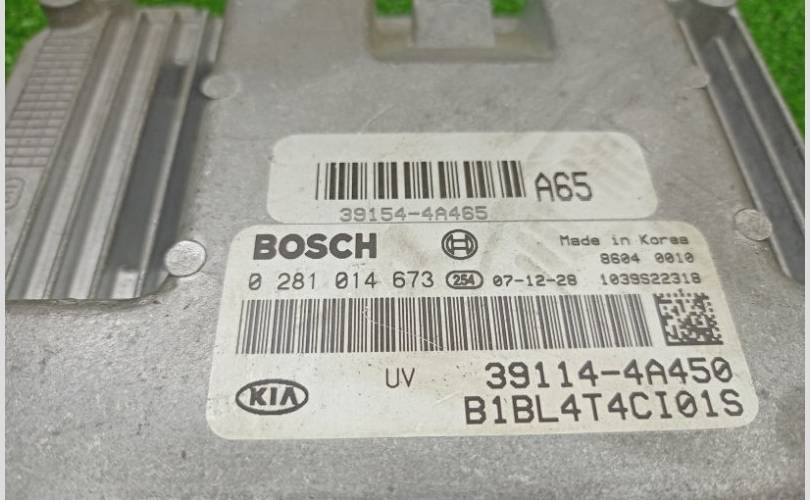 A65
39154-4A465
BOSCH
Made in Korea
8604 0010
0 281 014 673 254 07-12-28 1039S22318
UV 39114-4A450
KIA
B1BL4T4CI01S